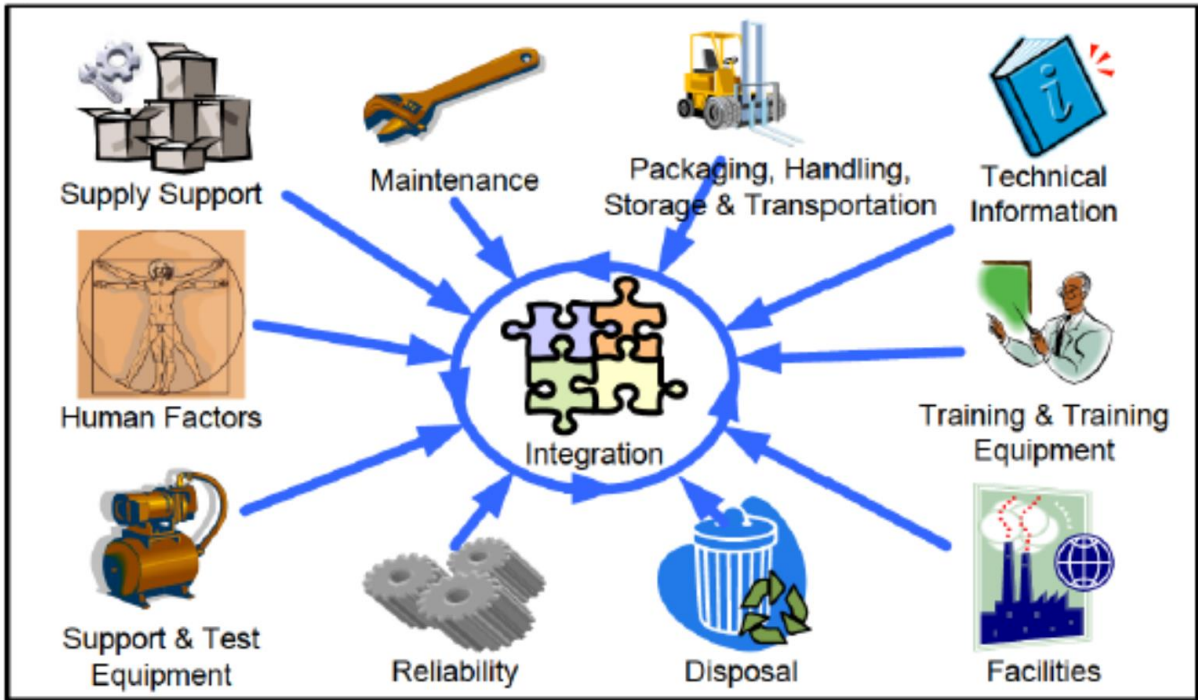 Supply Support
Maintenance
Packaging, Handling,
Storage & Transportation
Technical
Information
Human Factors
Integration
Training & Training
Equipment
Support & Test
Equipment
Reliability
Disposal
Facilities